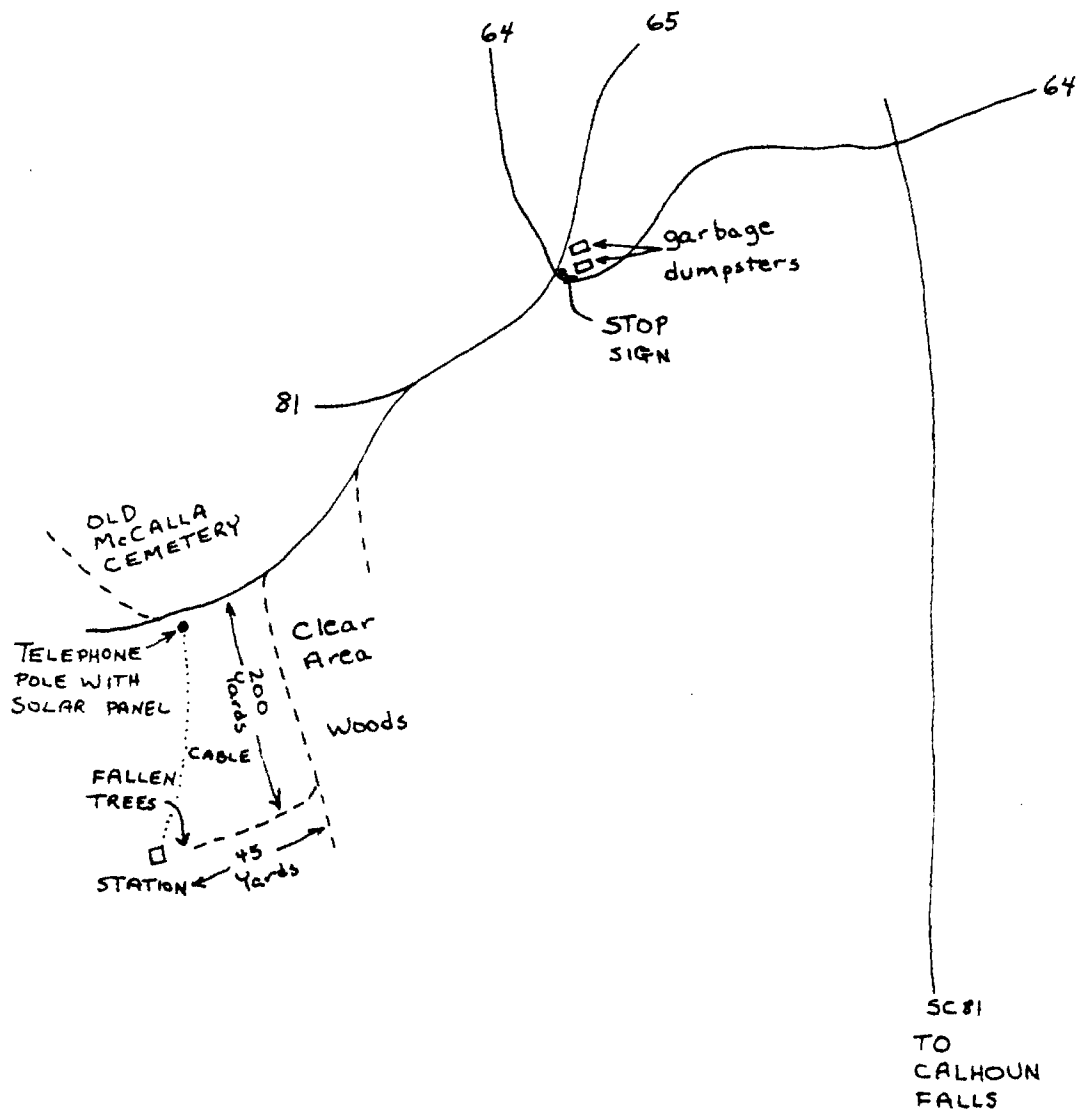 64
65
64
garbage
dumpsters
STOP
SIGN
81
OLD
McCALLA
CEMETERY
Clear
Area
TELEPHONE
POLE WITH
SOLAR PANEL
200
Yards
Woods
CABLE
FALLEN
TREES
45
Yards
STATION
SC81
TO
CALHOUN
FALLS